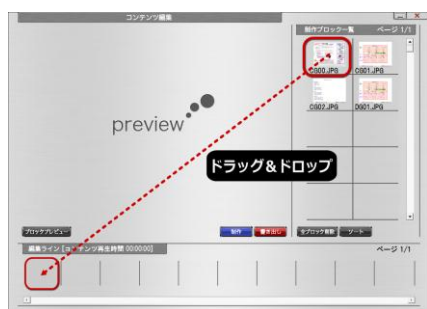 コンテンツ編集
制作ブロック一覧 ページ 1/1
CG00.JPG CG01.JPG
CG02.JPG DG01.JPG
preview
ドラッグ&ドロップ
ブロックプレビュー 制作 書き出し 全ブロック削除 ソート
編集ライン [コンテンツ再生時間 00:00:00] ページ 1/1